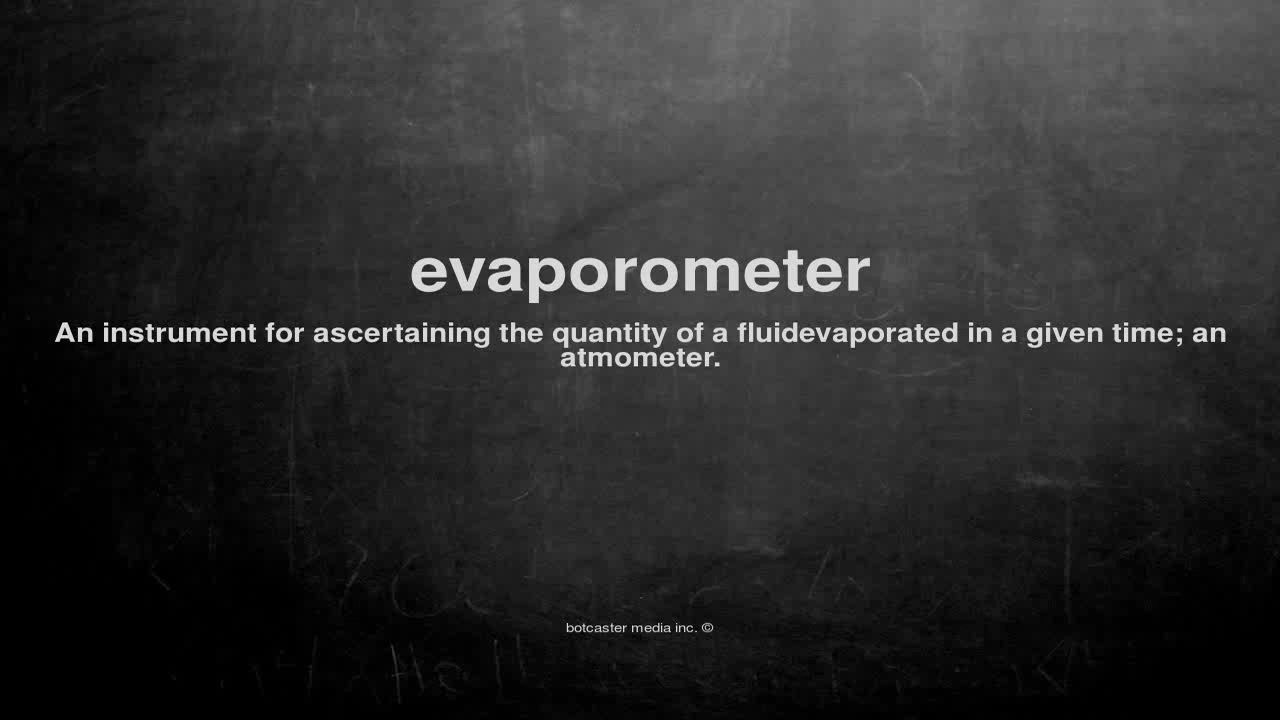 evaporometer
An instrument for ascertaining the quantity of a fluidevaporated in a given time; an
atmometer.
botcaster media inc. ©